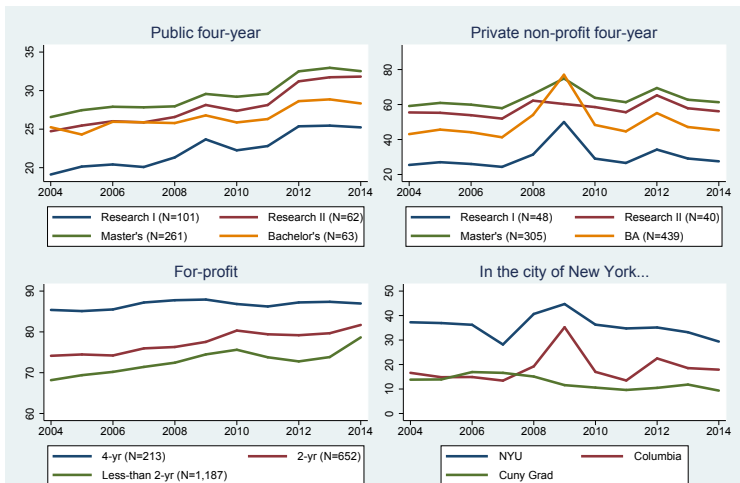 Public four-year
35
30
25
20
2004 2006 2008 2010 2012 2014
Research I (N=101) Research II (N=62)
Master's (N=261) Bachelor's (N=63)
Private non-profit four-year
80
60
40
20
2004 2006 2008 2010 2012 2014
Research I (N=48) Research II (N=40)
Master's (N=305) BA (N=439)
For-profit
90
80
70
60
2004 2006 2008 2010 2012 2014
4-yr (N=213) 2-yr (N=652)
Less-than 2-yr (N=1,187)
In the city of New York...
50
40
30
20
10
0
2004 2006 2008 2010 2012 2014
NYU Columbia
Cuny Grad